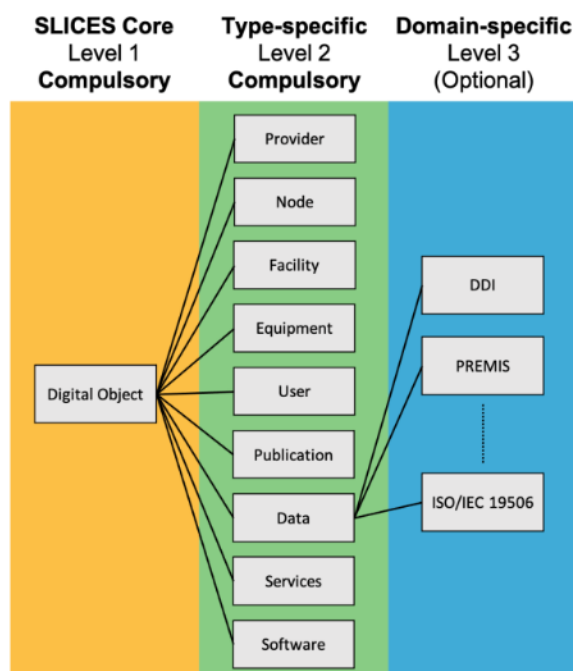 SLICES Core
Level 1
Compulsory
Type-specific
Level 2
Compulsory
Domain-specific
Level 3
(Optional)
Provider
Node
Facility
Equipment
User
Publication
Data
Services
Software
Digital Object
DDI
PREMIS
ISO/IEC 19506